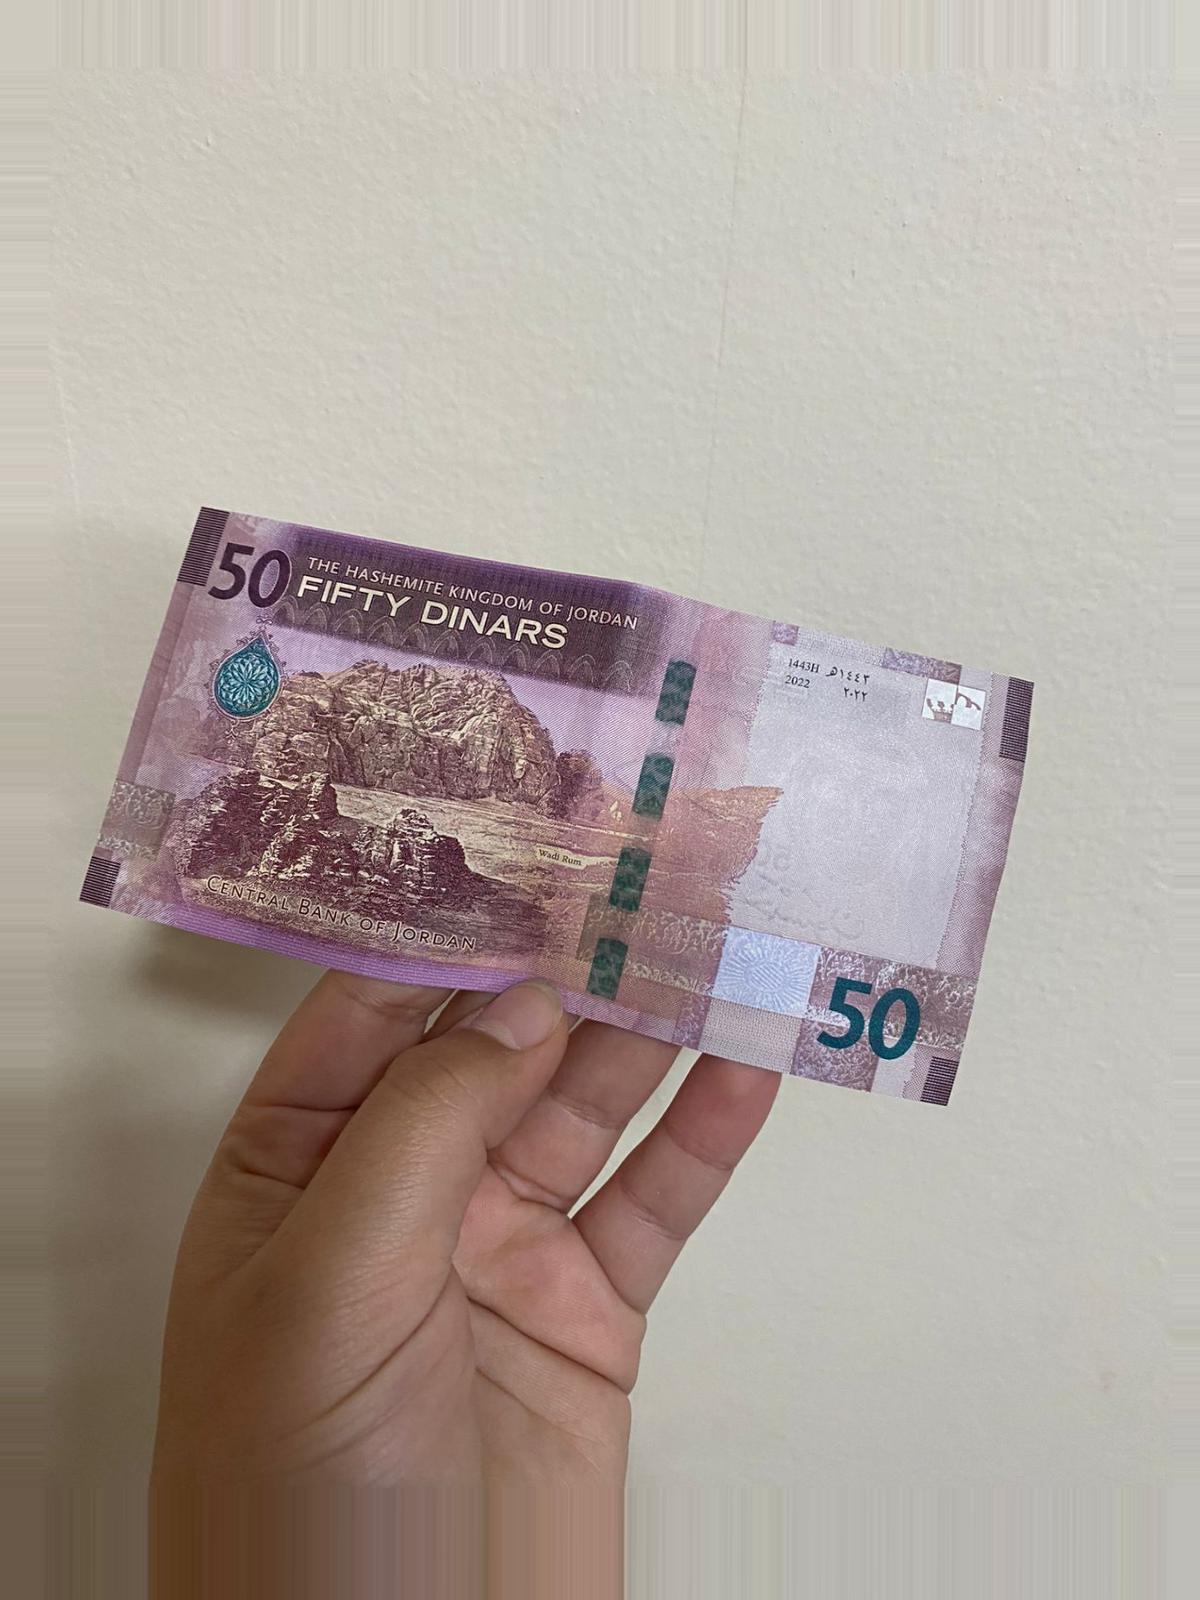 50
THE HASHEMITE KINGDOM OF JORDAN
FIFTY DINARS
1443H ١٤٤٣هـ
2022 ٢٠٢٢
Wadi Rum
CENTRAL BANK OF JORDAN
50